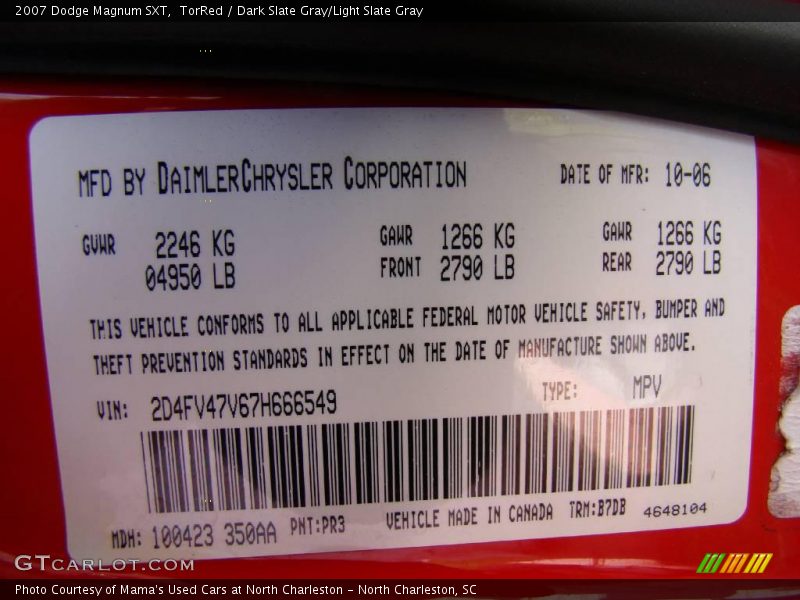 2007 Dodge Magnum SXT,  TorRed / Dark Slate Gray/Light Slate Gray
MFD BY DAIMLERCHRYSLER CORPORATION DATE OF MFR: 10-06
GVWR 2246 KG GAWR 1266 KG GAWR 1266 KG
04950 LB FRONT 2790 LB REAR 2790 LB
THIS VEHICLE CONFORMS TO ALL APPLICABLE FEDERAL MOTOR VEHICLE SAFETY, BUMPER AND
THEFT PREVENTION STANDARDS IN EFFECT ON THE DATE OF MANUFACTURE SHOWN ABOVE.
VIN: 2D4FV47V67H666549 TYPE: MPV
MDH: 100423 350AA PNT:PR3 VEHICLE MADE IN CANADA TRM:B7DB 4648104
GTCARLOT.COM
Photo Courtesy of Mama's Used Cars at North Charleston - North Charleston, SC